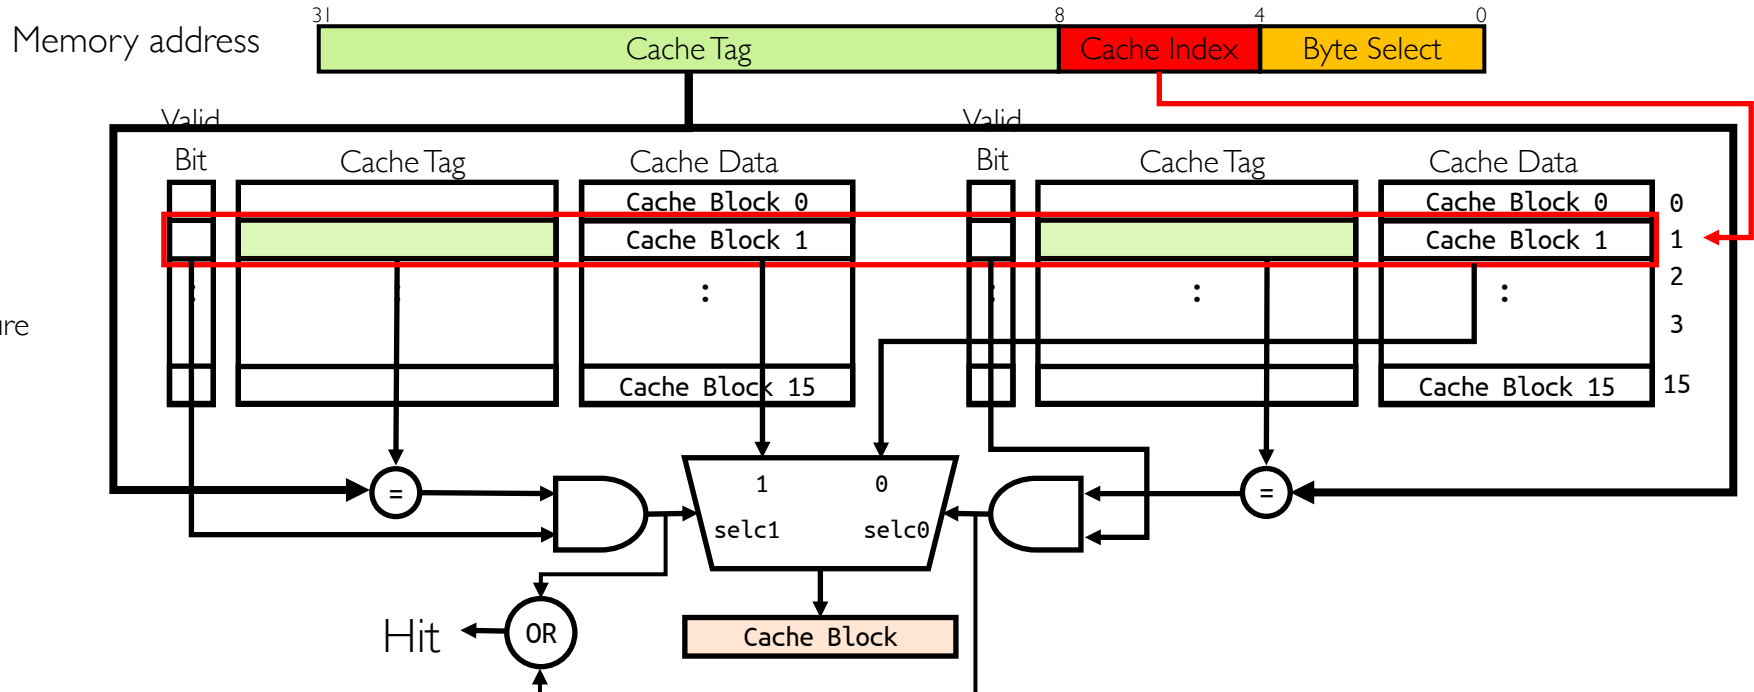 31 8 4 0
Memory address Cache Tag Cache Index Byte Select
Valid Valid
Bit Cache Tag Cache Data Bit Cache Tag Cache Data
Cache Block 0 Cache Block 0 0
Cache Block 1 Cache Block 1 1
: : : : : : 2
ure 3
Cache Block 15 Cache Block 15 15
= 1 0 =
selc1 selc0
Hit OR Cache Block